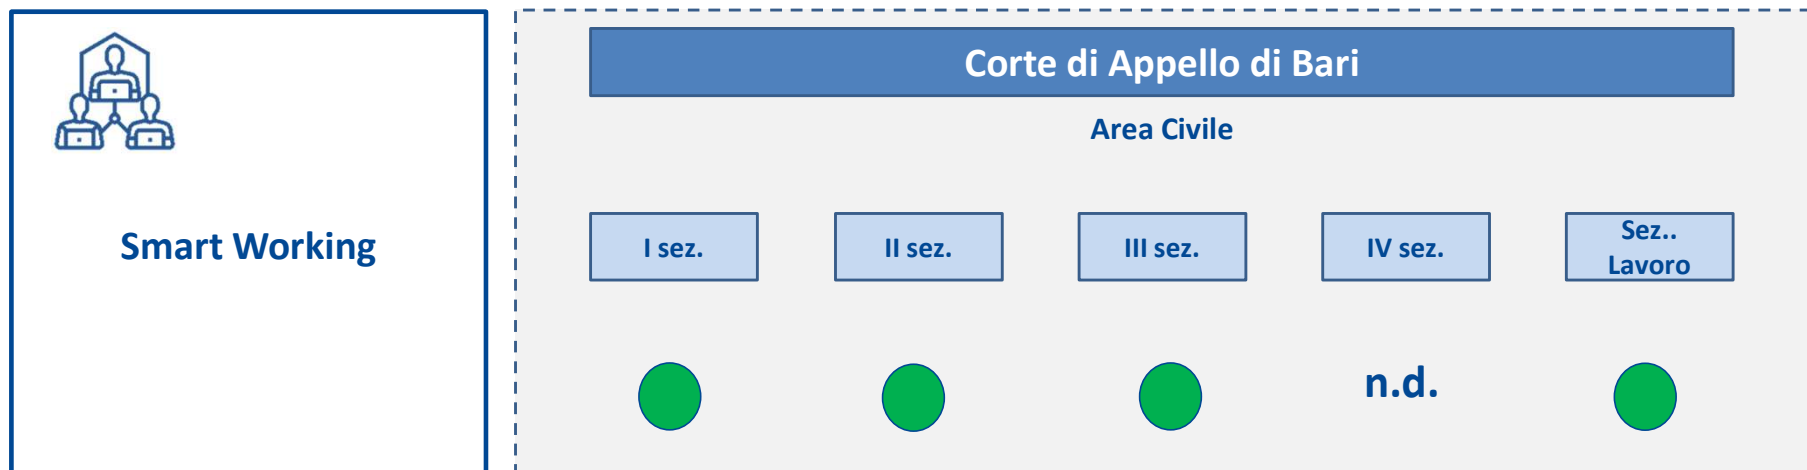 Corte di Appello di Bari
Area Civile
Smart Working
I sez.
II sez.
III sez.
IV sez.
Sez..
Lavoro
n.d.